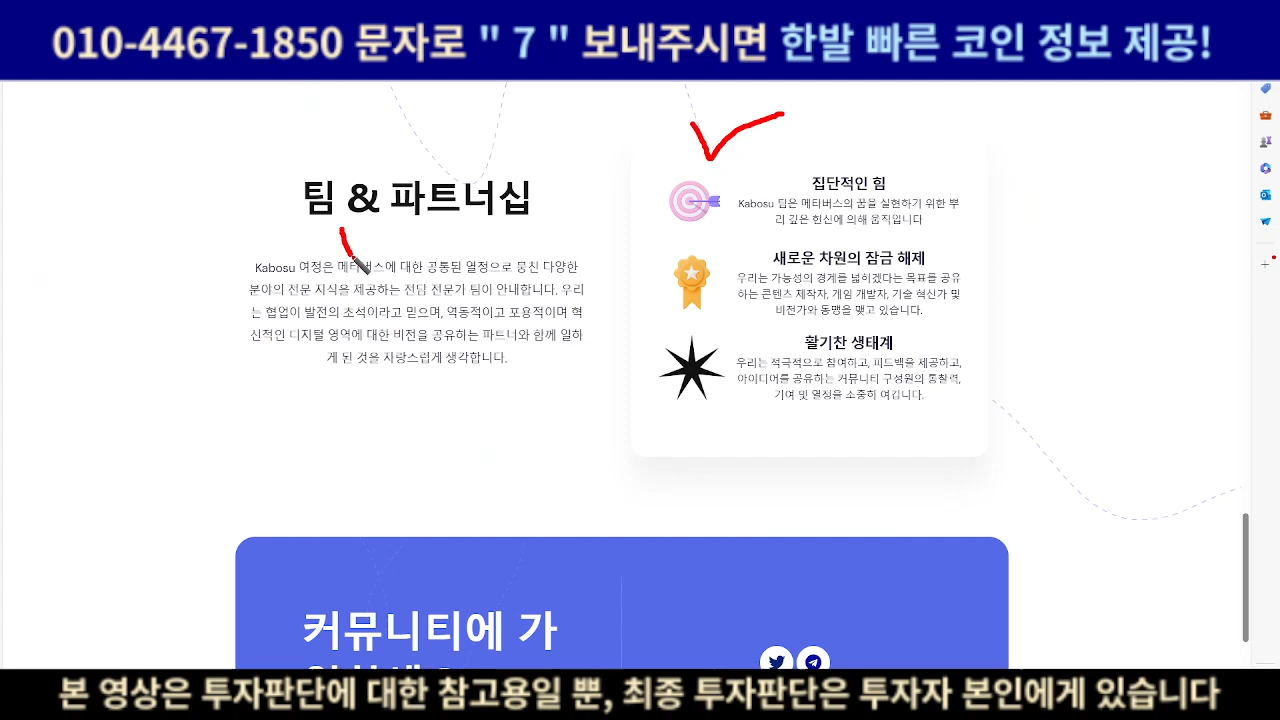 010-4467-1850 문자로 " 7 " 보내주시면 한발 빠른 코인 정보 제공!
팀 & 파트너십
Kabosu 여정은 메타버스에 대한 공통된 열정으로 뭉친 다양한
분야의 전문 지식을 제공하는 전담 전문가 팀이 안내합니다. 우리
는 협업이 발전의 초석이라고 믿으며, 역동적이고 포용적이며 혁
신적인 디지털 영역에 대한 비전을 공유하는 파트너와 함께 일하
게 된 것을 자랑스럽게 생각합니다.
집단적인 힘
Kabosu 팀은 메타버스의 꿈을 실현하기 위한 뿌
리 깊은 헌신에 의해 움직입니다
새로운 차원의 잠금 해제
우리는 가능성의 경계를 넓히겠다는 목표를 공유
하는 콘텐츠 제작자, 게임 개발자, 기술 혁신가 및
비전가와 동맹을 맺고 있습니다.
활기찬 생태계
우리는 적극적으로 참여하고, 피드백을 제공하고,
아이디어를 공유하는 커뮤니티 구성원의 통찰력,
기여 및 열정을 소중히 여깁니다.
커뮤니티에 가
본 영상은 투자판단에 대한 참고용일 뿐, 최종 투자판단은 투자자 본인에게 있습니다